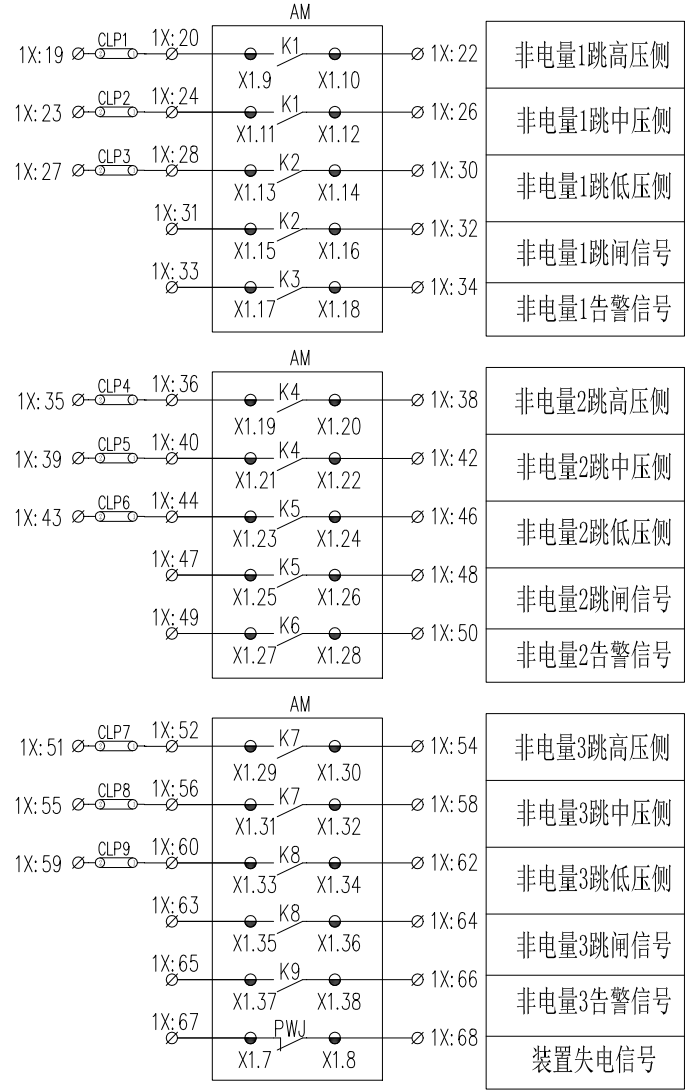 AM
1X:19 CLP1 1X:20 K1 1X:22 非电量1跳高压侧
X1.9 X1.10
1X:23 CLP2 1X:24 K1 1X:26 非电量1跳中压侧
X1.11 X1.12
1X:27 CLP3 1X:28 K2 1X:30 非电量1跳低压侧
X1.13 X1.14
1X:31 K2 1X:32 非电量1跳闸信号
X1.15 X1.16
1X:33 K3 1X:34 非电量1告警信号
X1.17 X1.18
AM
1X:35 CLP4 1X:36 K4 1X:38 非电量2跳高压侧
X1.19 X1.20
1X:39 CLP5 1X:40 K4 1X:42 非电量2跳中压侧
X1.21 X1.22
1X:43 CLP6 1X:44 K5 1X:46 非电量2跳低压侧
X1.23 X1.24
1X:47 K5 1X:48 非电量2跳闸信号
X1.25 X1.26
1X:49 K6 1X:50 非电量2告警信号
X1.27 X1.28
AM
1X:51 CLP7 1X:52 K7 1X:54 非电量3跳高压侧
X1.29 X1.30
1X:55 CLP8 1X:56 K7 1X:58 非电量3跳中压侧
X1.31 X1.32
1X:59 CLP9 1X:60 K8 1X:62 非电量3跳低压侧
X1.33 X1.34
1X:63 K8 1X:64 非电量3跳闸信号
X1.35 X1.36
1X:65 K9 1X:66 非电量3告警信号
X1.37 X1.38
1X:67 PWJ 1X:68 装置失电信号
X1.7 X1.8